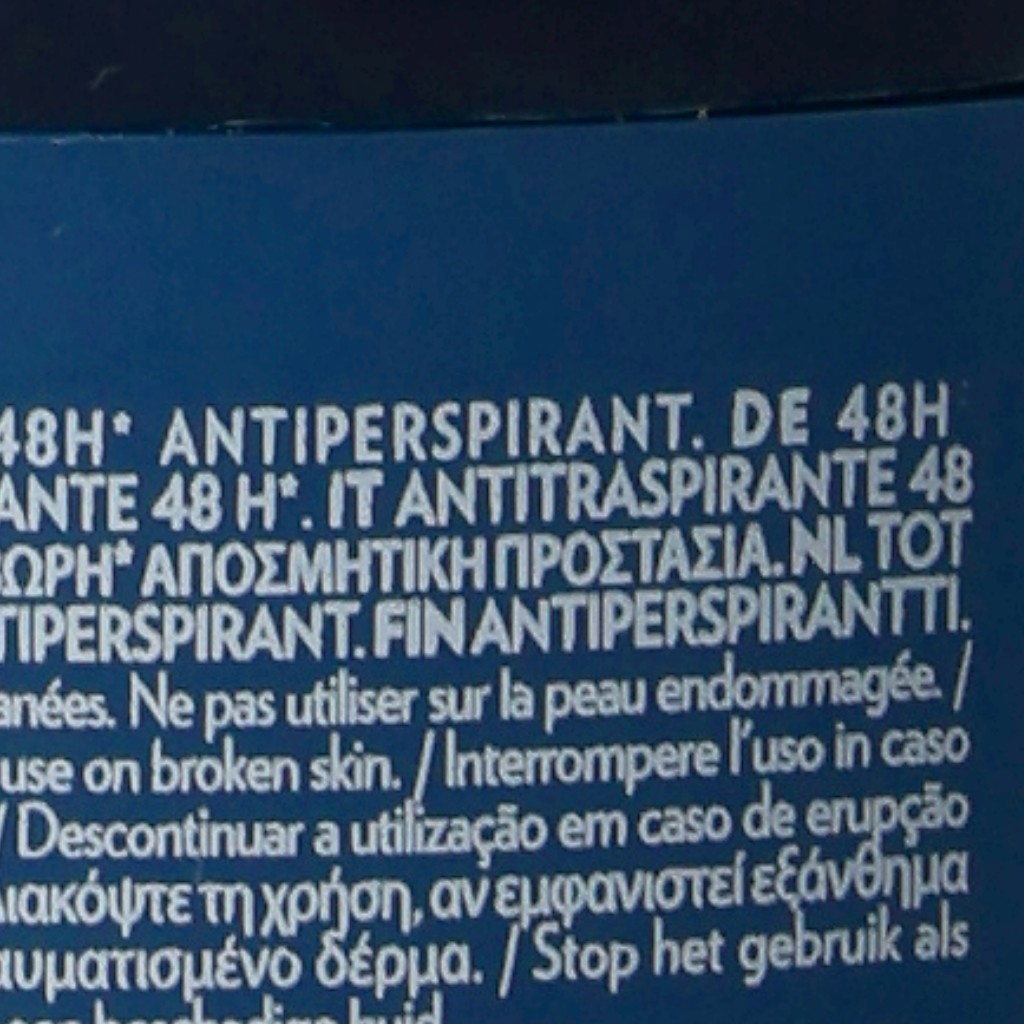 48H* ANTIPERSPIRANT. DE 48H
ANTE 48 H*. IT ANTITRASPIRANTE 48
ΩΡΗ* ΑΠΟΣΜΗΤΙΚΗ ΠΡΟΣΤΑΣΙΑ. NL TOT
TIPERSPIRANT. FIN ANTIPERSPIRANTTI.
anées. Ne pas utiliser sur la peau endommagée. /
use on broken skin. / Interrompere l'uso in caso
/ Descontinuar a utilização em caso de erupção
ιακόψτε τη χρήση, αν εμφανιστεί εξάνθημα
αυματισμένο δέρμα. / Stop het gebruik als
huid.